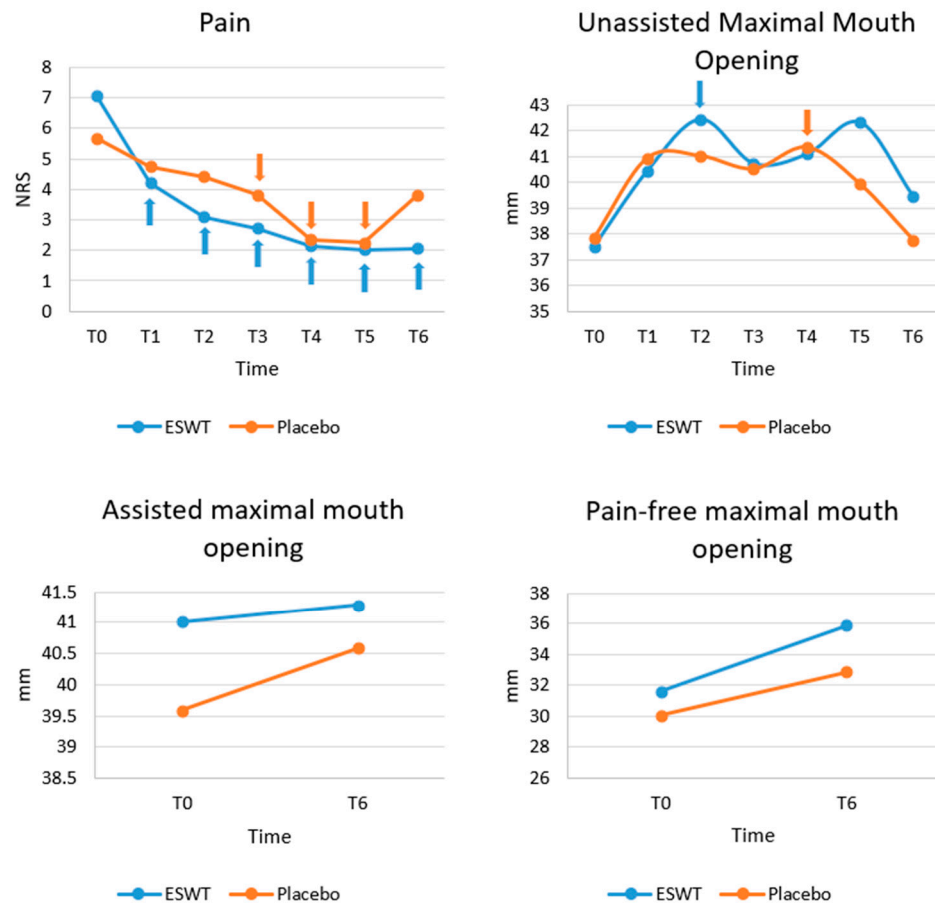 Pain
8
7
6
5
4
3
2
1
0
NRS
T0 T1 T2 T3 T4 T5 T6
Time
ESWT Placebo
Unassisted Maximal Mouth
Opening
43
42
41
40
39
38
37
36
35
mm
T0 T1 T2 T3 T4 T5 T6
Time
ESWT Placebo
Assisted maximal mouth
opening
41.5
41
40.5
40
39.5
39
38.5
mm
T0 T6
Time
ESWT Placebo
Pain-free maximal mouth
opening
38
36
34
32
30
28
26
mm
T0 T6
Time
ESWT Placebo